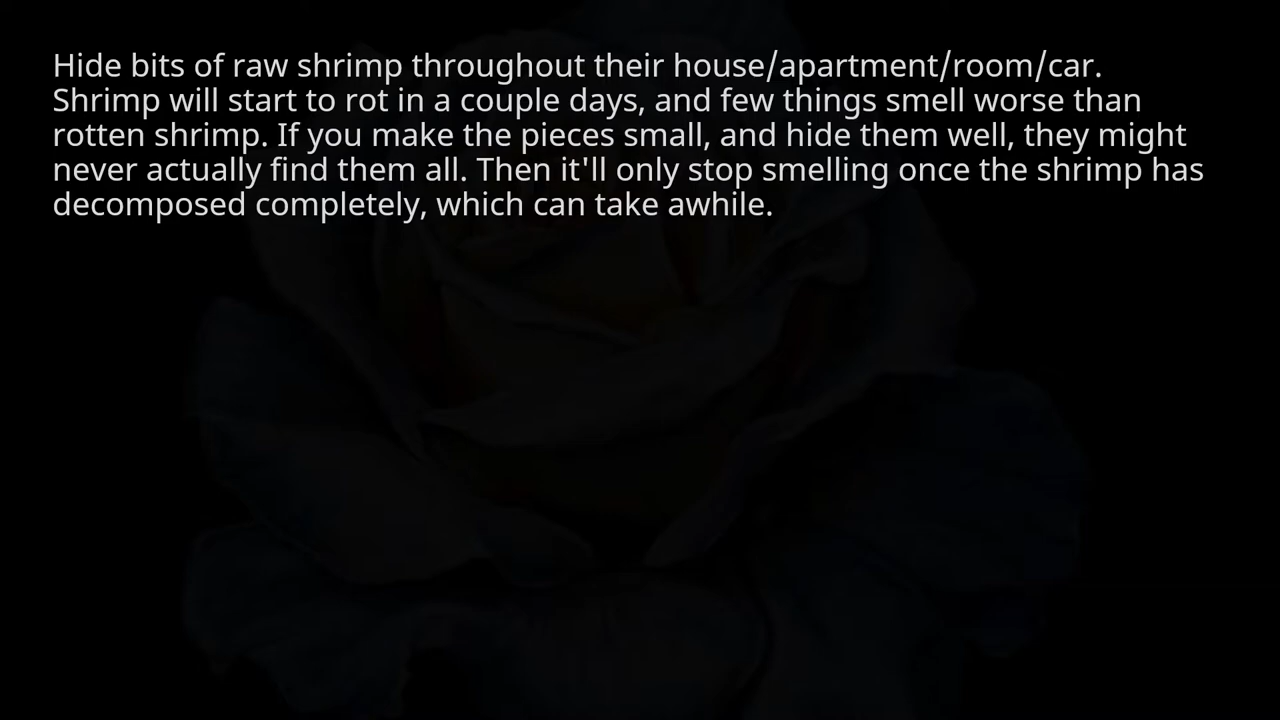 Hide bits of raw shrimp throughout their house/apartment/room/car.
Shrimp will start to rot in a couple days, and few things smell worse than
rotten shrimp. If you make the pieces small, and hide them well, they might
never actually find them all. Then it'll only stop smelling once the shrimp has
decomposed completely, which can take awhile.